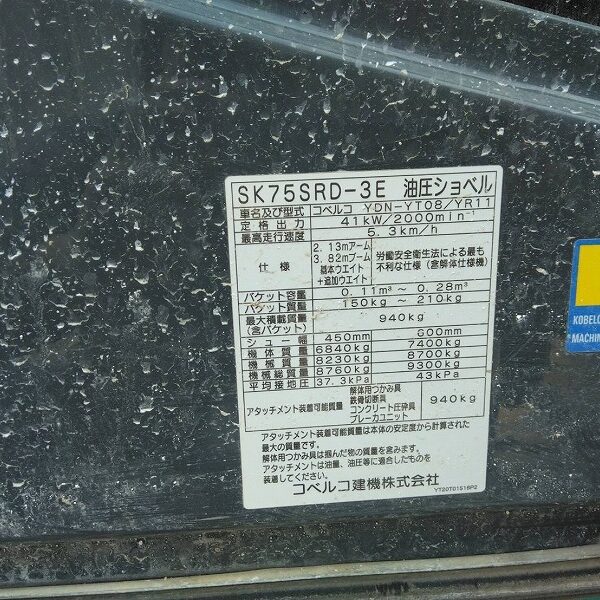 SK75SRD-3E 油圧ショベル
車名及び型式 コベルコ YDN-YT08/YR11
定格出力 41kW/2000min⁻¹
最高走行速度 5.3km/h
仕様 2.13mアーム 3.82mアーム 基本ウエイト +追加ウエイト 労働安全衛生法による最も不利な仕様(含解体仕様機)
バケット容量 0.11m³ ~ 0.28m³
バケット質量 150kg ~ 210kg
最大積載質量 940kg
(含バケット)
シュー幅 450mm 600mm
機体質量 6840kg 7400kg
機械質量 8230kg 8700kg
機械総質量 8760kg 9300kg
平均接地圧 37.3kPa 43kPa
アタッチメント装着可能質量 解体用つかみ具 鉄骨切断具 コンクリート圧砕具 ブレーカユニット 940kg
アタッチメント装着可能質量は本体の安定度から計算された
最大の質量です。
解体用つかみ具は掴んだ物の質量を含みます。
アタッチメントは油量、油圧等に適合したものを
装着してください。
コベルコ建機株式会社
YT20T01518P2
KOBELCO
MACHIN